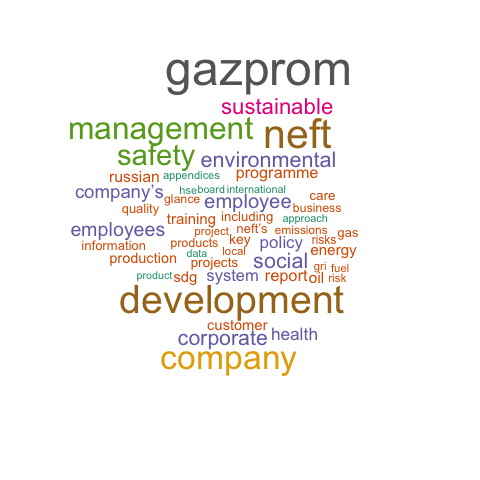 gazprom
sustainable
management neft
safety environmental
russian appendices programme
company's hse board international
quality glance employee care
business
training including approach
employees project neft's emissions gas
information products key policy risks
data local energy
production projects social gri fuel
product sdg system report oil risk
development
customer
corporate health
company